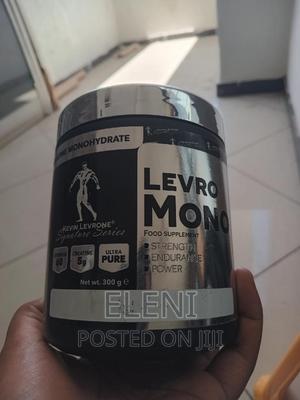 MONOHYDRATE
LEVRO
MONO
KEVIN LEVRONE®
Signature Series
FOOD SUPPLEMENT
STRENGTH
ENDURANCE
POWER
CREATINE
5g
ULTRA
PURE
Net wt. 300 g ℮
ELENI
POSTED ON JIJI